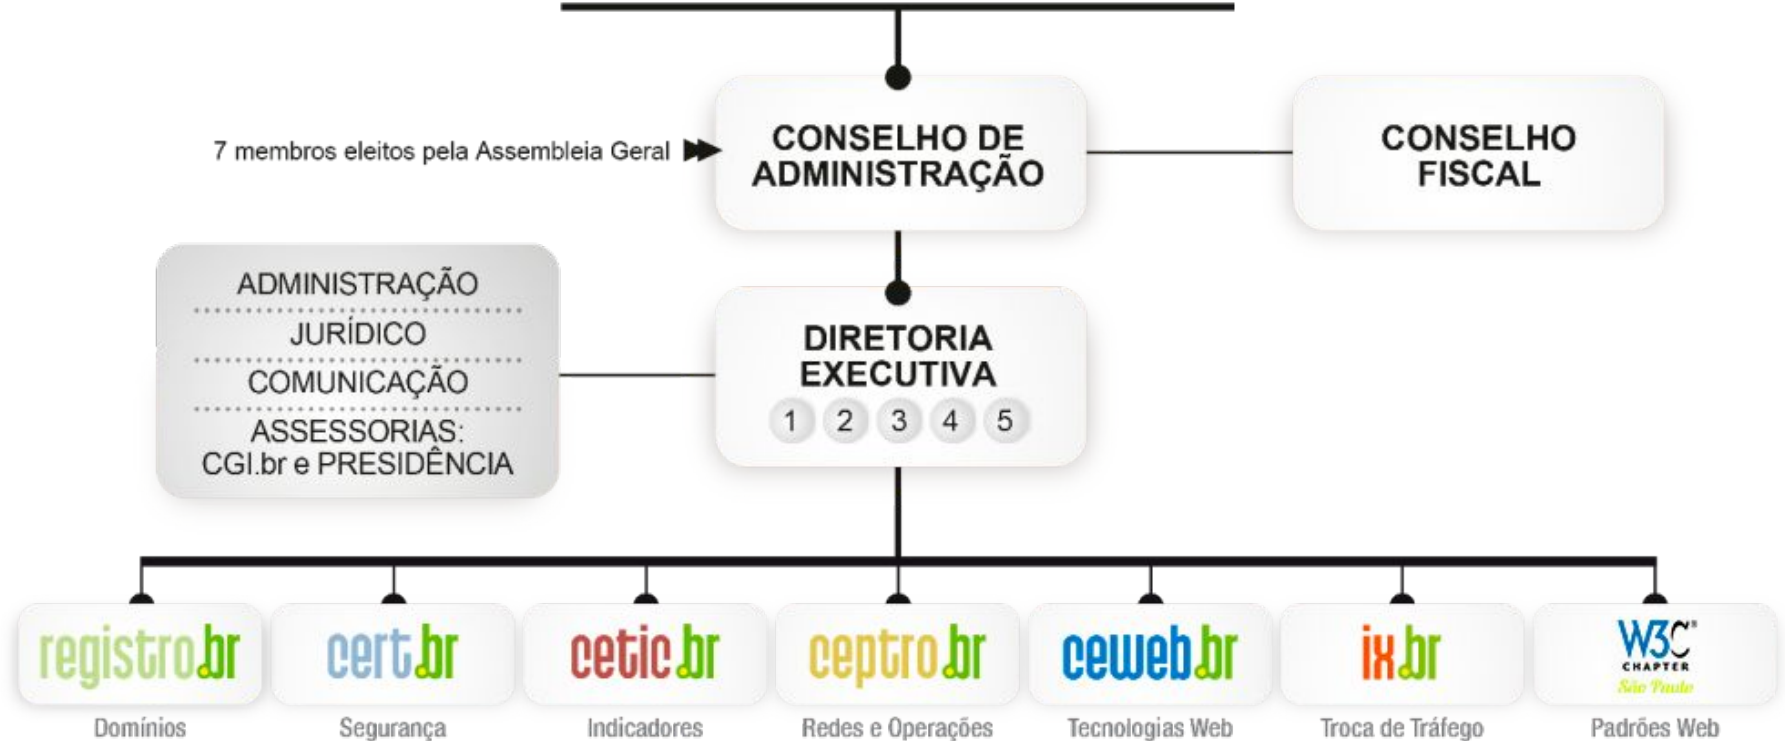 7 membros eleitos pela Assembleia Geral
CONSELHO DE
ADMINISTRAÇÃO
CONSELHO
FISCAL
ADMINISTRAÇÃO
JURÍDICO
COMUNICAÇÃO
ASSESSORIAS:
CGI.br e PRESIDÊNCIA
DIRETORIA
EXECUTIVA
1 2 3 4 5
registro.br
cert.br
cetic.br
ceptro.br
ceweb.br
ix.br
W3C®
CHAPTER
São Paulo
Domínios
Segurança
Indicadores
Redes e Operações
Tecnologias Web
Troca de Tráfego
Padrões Web